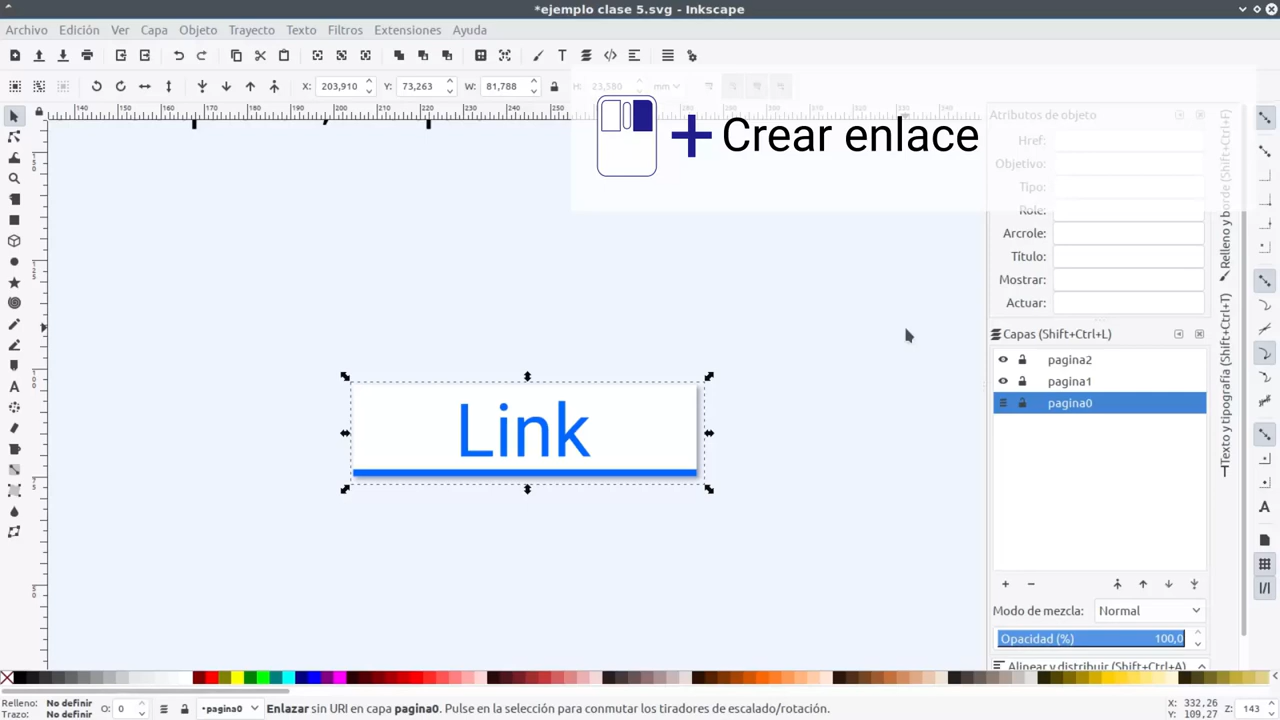 *ejemplo clase 5.svg - Inkscape
Archivo Edición Ver Capa Objeto Trayecto Texto Filtros Extensiones Ayuda
X: 203,910 Y: 73,263 W: 81,788 H: 23,580 mm
Crear enlace
Atributos de objeto
Href:
Objetivo:
Tipo:
Role:
Arcrole:
Título:
Mostrar:
Actuar:
Relleno y borde (Shift+Ctrl+F)
Texto y tipografía (Shift+Ctrl+T)
Capas (Shift+Ctrl+L)
pagina2
pagina1
pagina0
Link
Modo de mezcla: Normal
Opacidad (%) 100,0
Alinear y distribuir (Shift+Ctrl+A)
Relleno: No definir
Trazo: No definir
O: 0
•pagina0
Enlazar sin URI en capa pagina0. Pulse en la selección para conmutar los tiradores de escalado/rotación.
X: 332,26
Y: 109,27
Z: 143